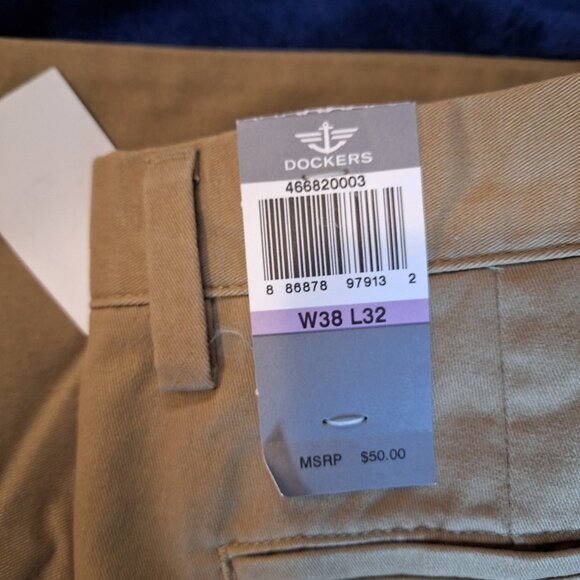 DOCKERS
466820003
8 86878 97913 2
W38 L32
MSRP $50.00